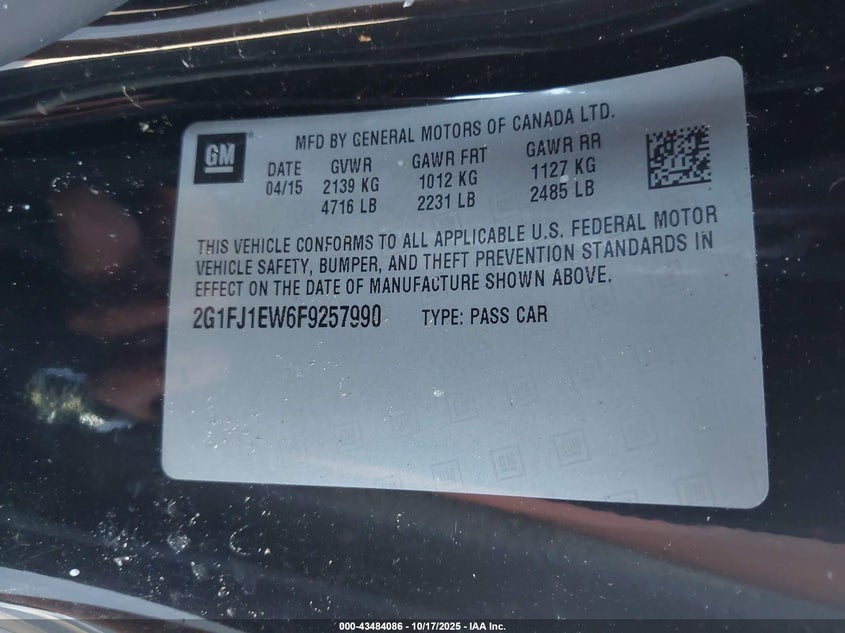 GM
MFD BY GENERAL MOTORS OF CANADA LTD.
DATE GVWR GAWR FRT GAWR RR
04/15 2139 KG 1012 KG 1127 KG
4716 LB 2231 LB 2485 LB
THIS VEHICLE CONFORMS TO ALL APPLICABLE U.S. FEDERAL MOTOR
VEHICLE SAFETY, BUMPER, AND THEFT PREVENTION STANDARDS IN
EFFECT ON THE DATE OF MANUFACTURE SHOWN ABOVE.
2G1FJ1EW6F9257990 TYPE: PASS CAR
000-43484086 - 10/17/2025 - IAA Inc.